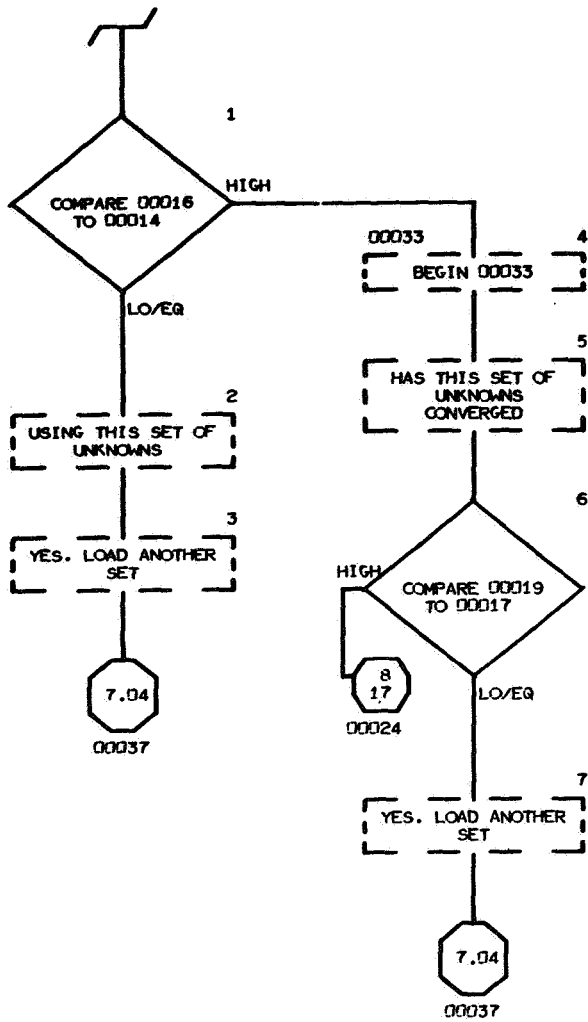 1
COMPARE 00016
TO 00014
HIGH
LO/EQ
2
USING THIS SET OF
UNKNOWNS
3
YES. LOAD ANOTHER
SET
7.04
00037
00033
4
BEGIN 00033
5
HAS THIS SET OF
UNKNOWNS
CONVERGED
6
HIGH
COMPARE 00019
TO 00017
8
17
00024
LO/EQ
7
YES. LOAD ANOTHER
SET
7.04
00037